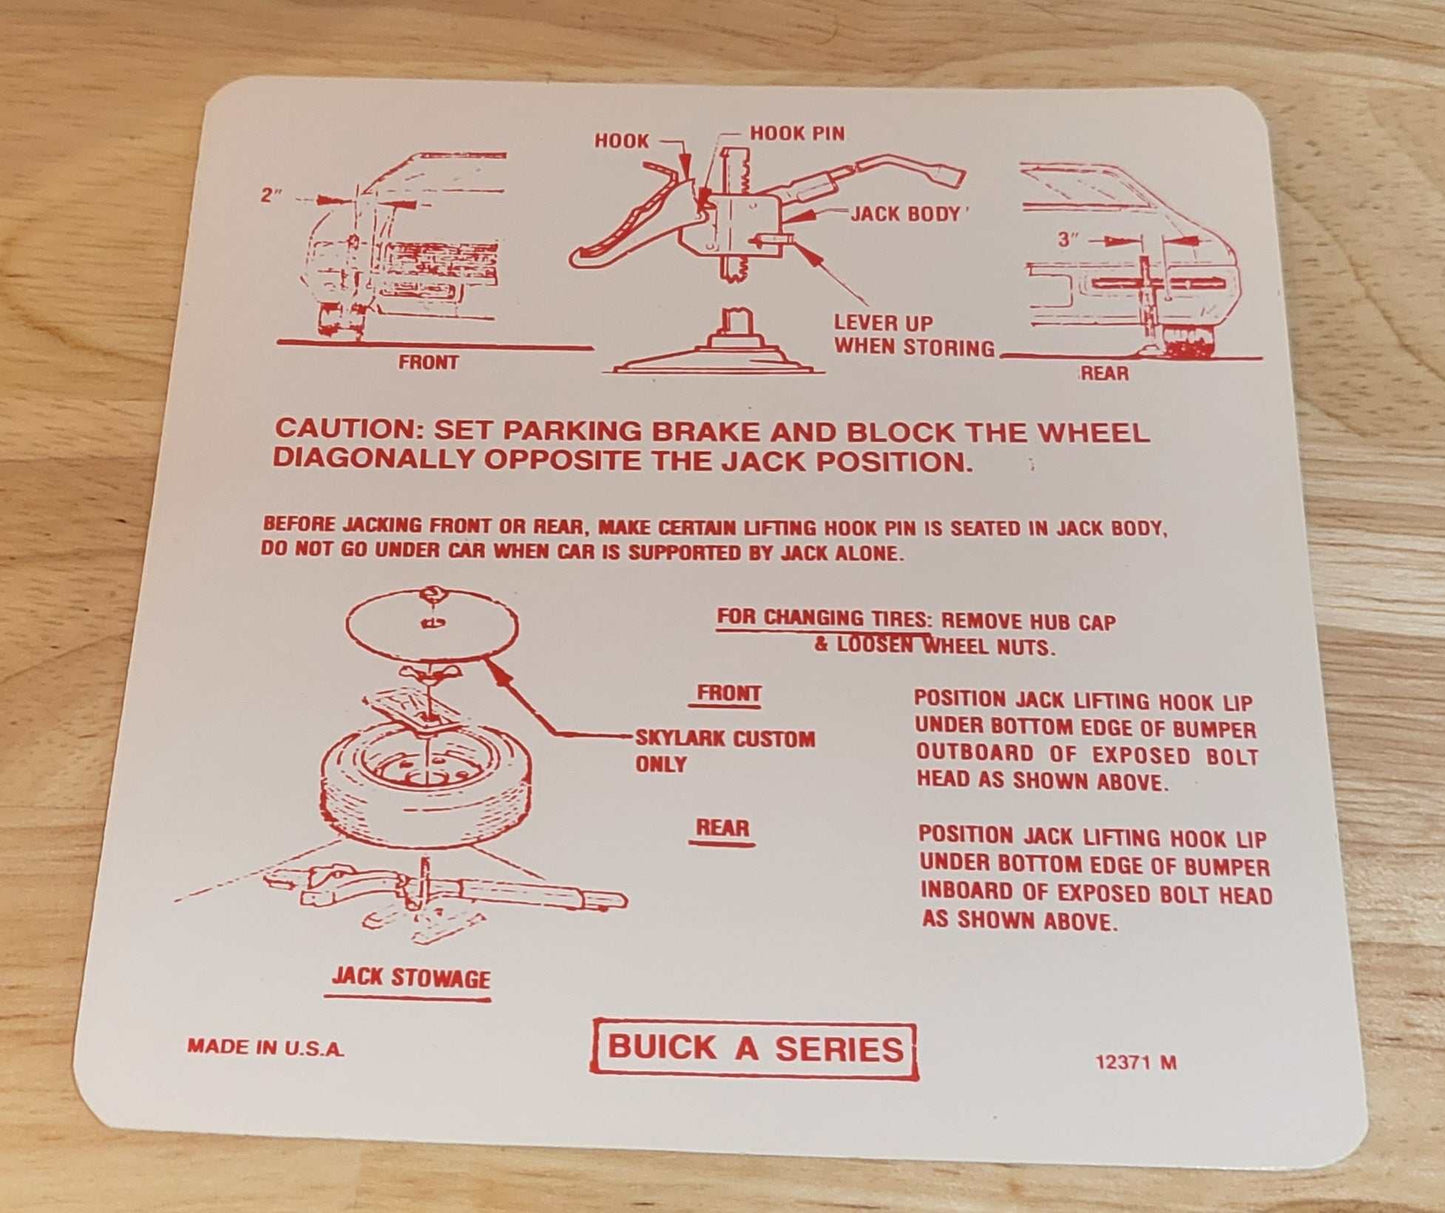 HOOK
HOOK PIN
2"
JACK BODY
3"
LEVER UP
WHEN STORING
FRONT
REAR
CAUTION: SET PARKING BRAKE AND BLOCK THE WHEEL
DIAGONALLY OPPOSITE THE JACK POSITION.
BEFORE JACKING FRONT OR REAR, MAKE CERTAIN LIFTING HOOK PIN IS SEATED IN JACK BODY,
DO NOT GO UNDER CAR WHEN CAR IS SUPPORTED BY JACK ALONE.
FOR CHANGING TIRES: REMOVE HUB CAP
& LOOSEN WHEEL NUTS.
FRONT
POSITION JACK LIFTING HOOK LIP
UNDER BOTTOM EDGE OF BUMPER
OUTBOARD OF EXPOSED BOLT
HEAD AS SHOWN ABOVE.
SKYLARK CUSTOM
ONLY
REAR
POSITION JACK LIFTING HOOK LIP
UNDER BOTTOM EDGE OF BUMPER
INBOARD OF EXPOSED BOLT HEAD
AS SHOWN ABOVE.
JACK STOWAGE
MADE IN U.S.A.
BUICK A SERIES
12371 M